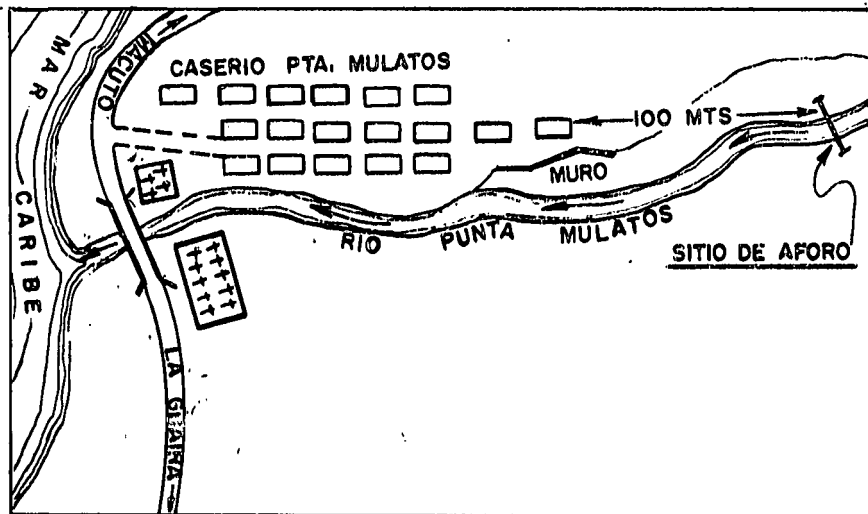 MAR CARIBE
MACUTO
CASERIO PTA. MULATOS
100 MTS
MURO
RIO PUNTA MULATOS
SITIO DE AFORO
LA GUAIRA